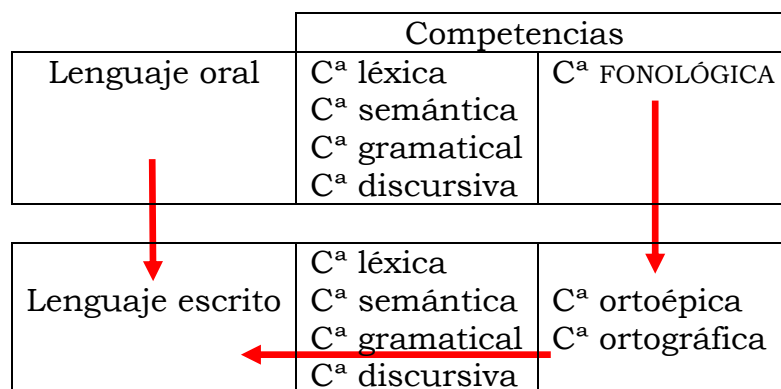 Competencias
Lenguaje oral
Cª léxica
Cª semántica
Cª gramatical
Cª discursiva
Cª FONOLÓGICA
Lenguaje escrito
Cª léxica
Cª semántica
Cª gramatical
Cª discursiva
Cª ortoépica
Cª ortográfica